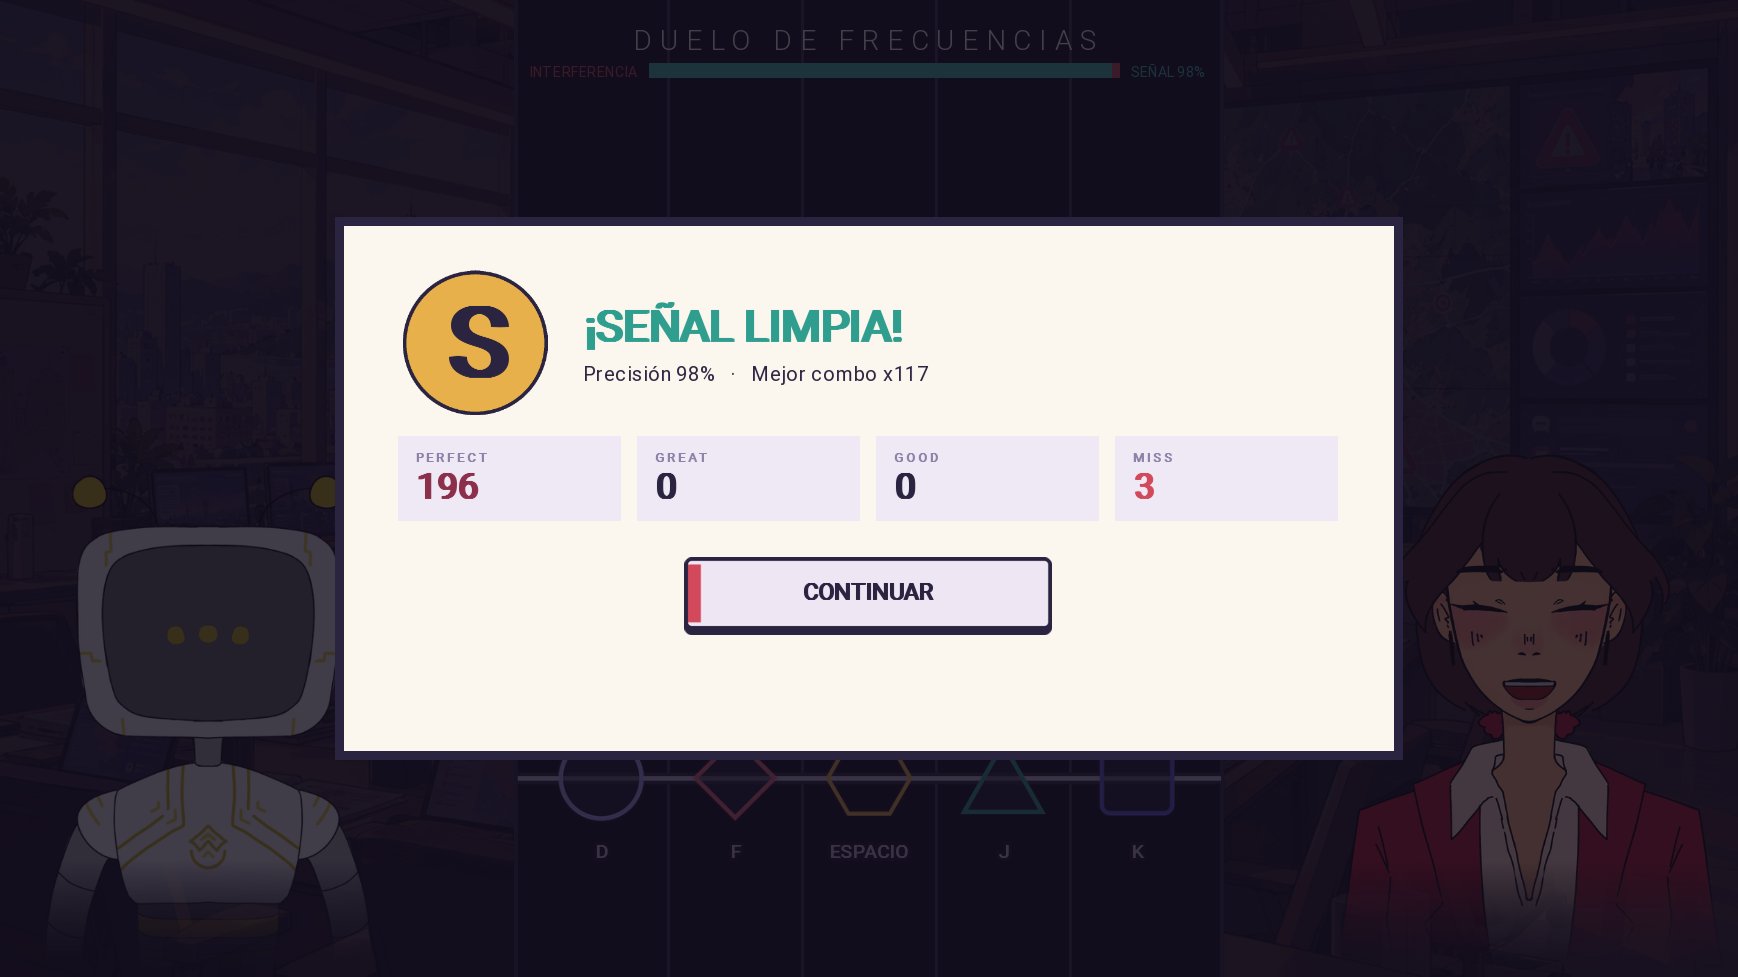 DUELO DE FRECUENCIAS
INTERFERENCIA
SEÑAL 98%
S
¡SEÑAL LIMPIA!
Precisión 98% · Mejor combo x117
PERFECT
196
GREAT
0
GOOD
0
MISS
3
CONTINUAR
D F ESPACIO J K